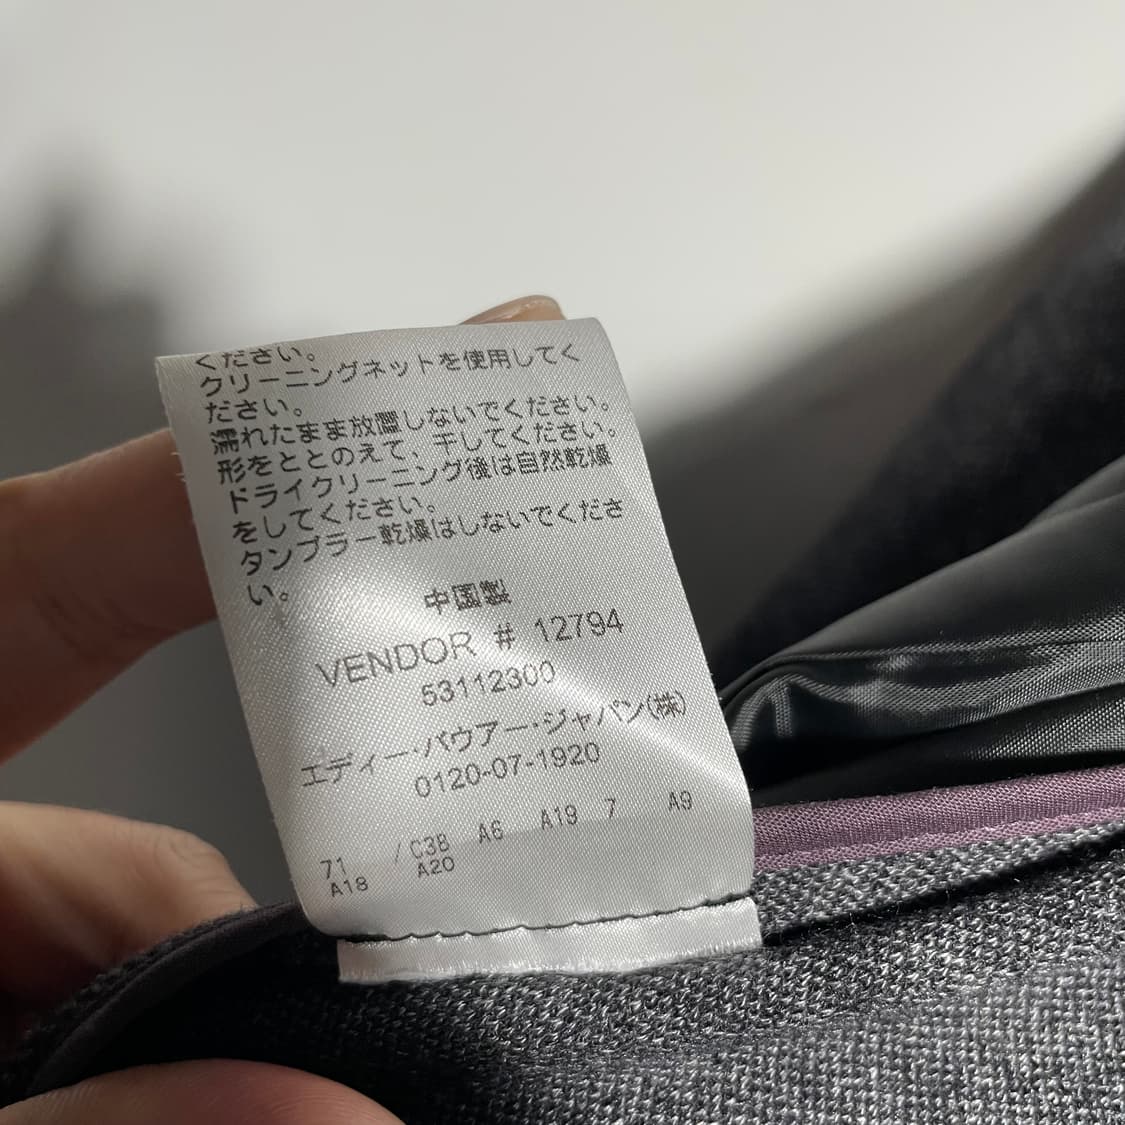 ください。
クリーニングネットを使用してく
ださい。
濡れたまま放置しないでください。
形をととのえて、干してください。
ドライクリーニング後は自然乾燥
をしてください。
タンブラー乾燥はしないでくださ
い。
中国製
VENDOR # 12794
53112300
エディー・バウアー・ジャパン(株)
0120-07-1920
71 /C38 A6 A19 7 A9
A18 A20